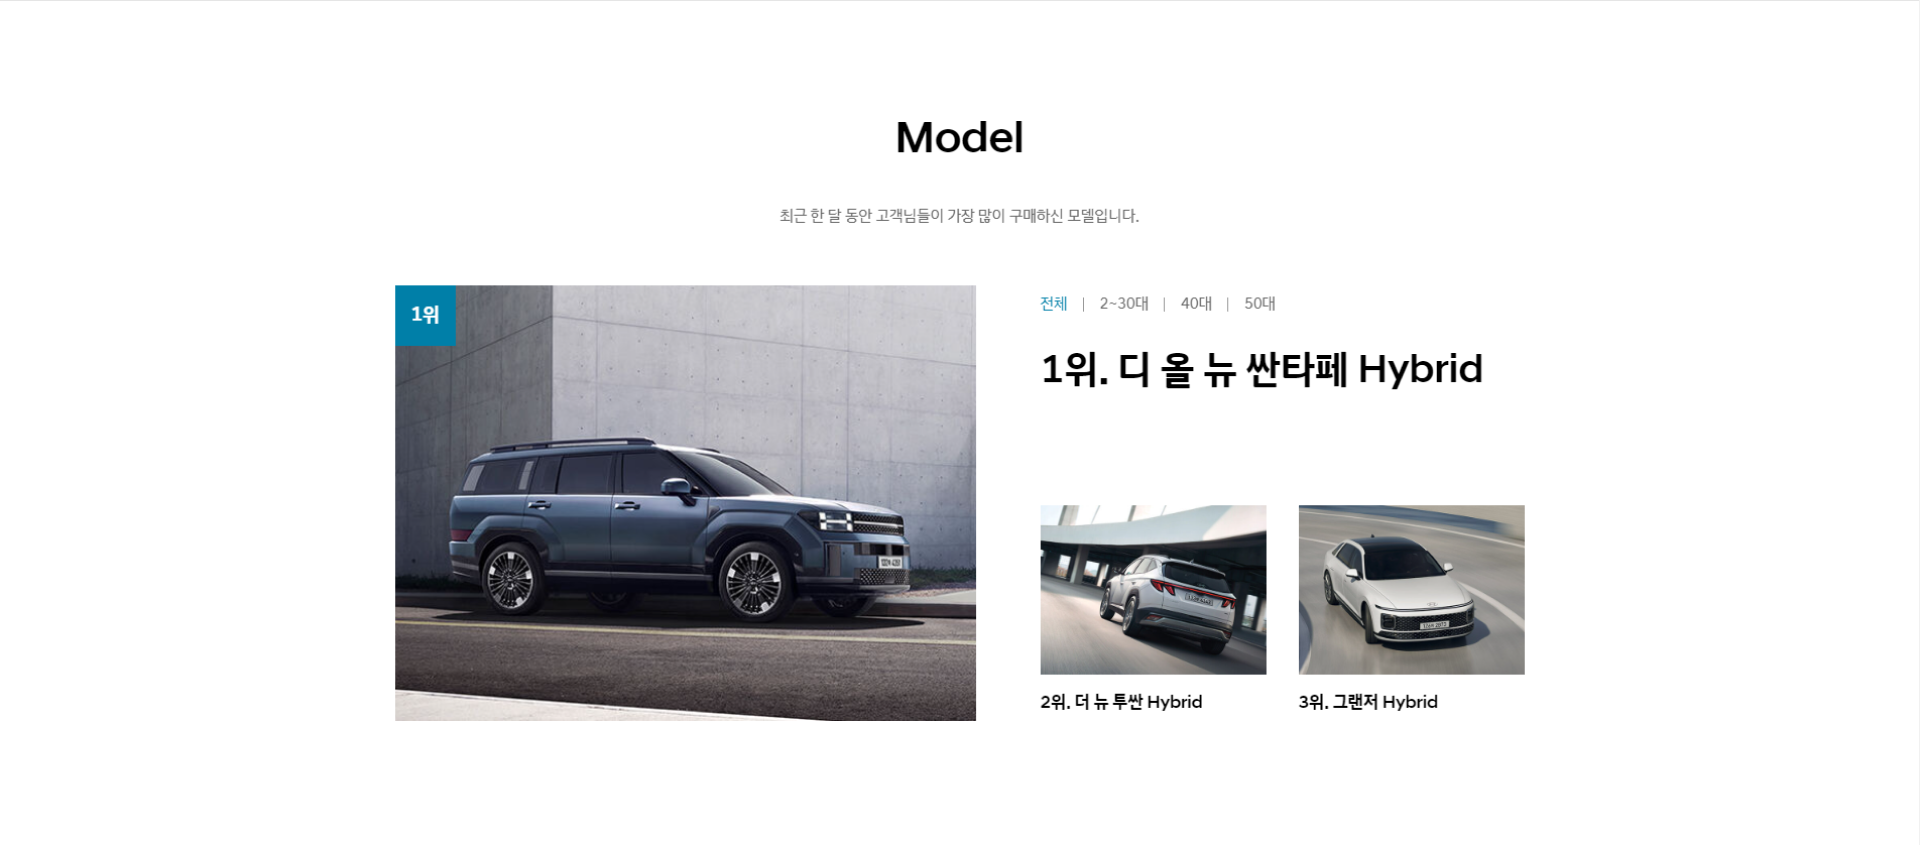 Model
최근 한 달 동안 고객님들이 가장 많이 구매하신 모델입니다.
1위
전체 | 2~30대 | 40대 | 50대
1위. 디 올 뉴 싼타페 Hybrid
2위. 더 뉴 투싼 Hybrid
3위. 그랜저 Hybrid